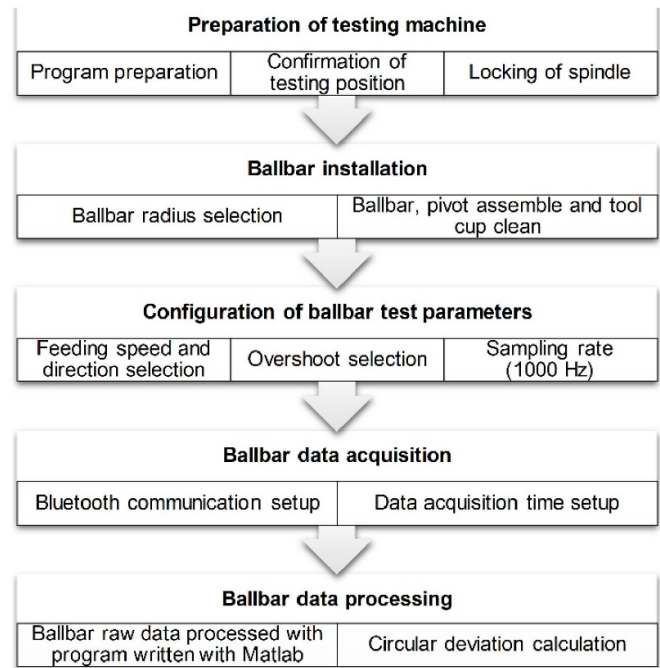 Preparation of testing machine
Program preparation
Confirmation of
testing position
Locking of spindle
Ballbar installation
Ballbar radius selection
Ballbar, pivot assemble and tool
cup clean
Configuration of ballbar test parameters
Feeding speed and
direction selection
Overshoot selection
Sampling rate
(1000 Hz)
Ballbar data acquisition
Bluetooth communication setup
Data acquisition time setup
Ballbar data processing
Ballbar raw data processed with
program written with Matlab
Circular deviation calculation